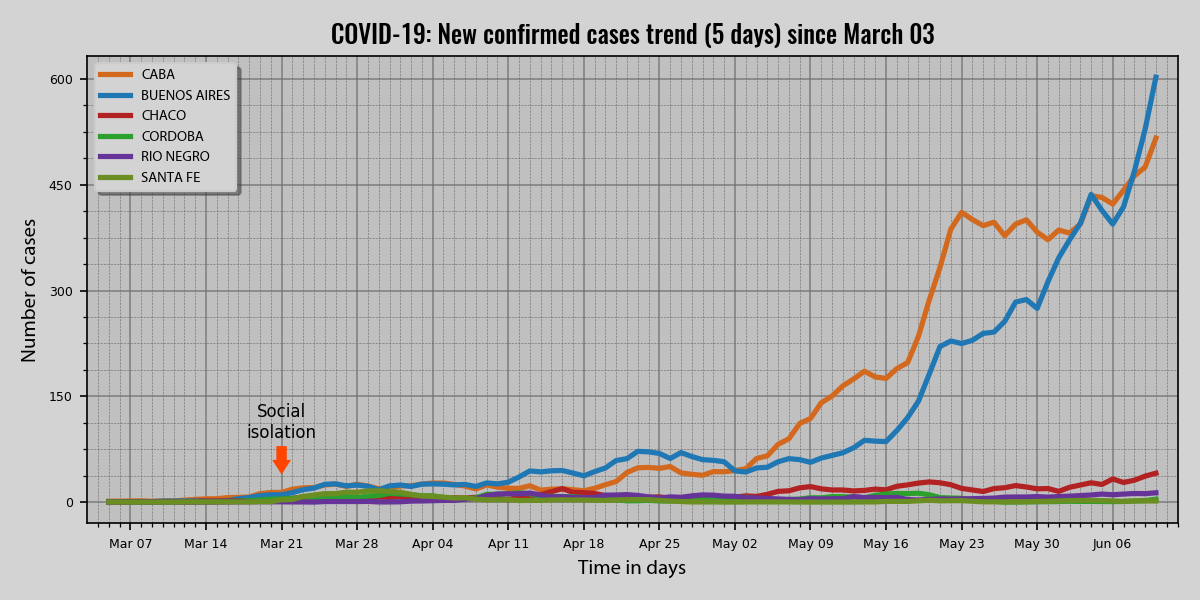 COVID-19: New confirmed cases trend (5 days) since March 03
CABA
BUENOS AIRES
CHACO
CORDOBA
RIO NEGRO
SANTA FE
600
450
300
150
0
Number of cases
Social
isolation
Mar 07 Mar 14 Mar 21 Mar 28 Apr 04 Apr 11 Apr 18 Apr 25 May 02 May 09 May 16 May 23 May 30 Jun 06
Time in days